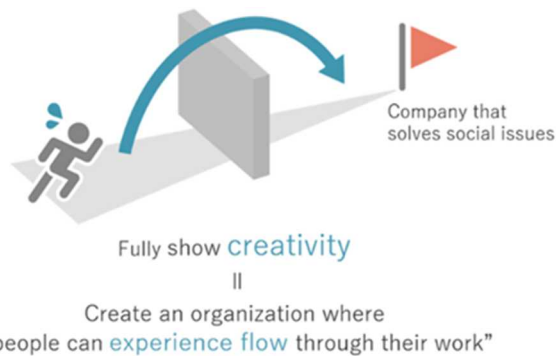 Company that
solves social issues
Fully show creativity
=
Create an organization where
people can experience flow through their work”